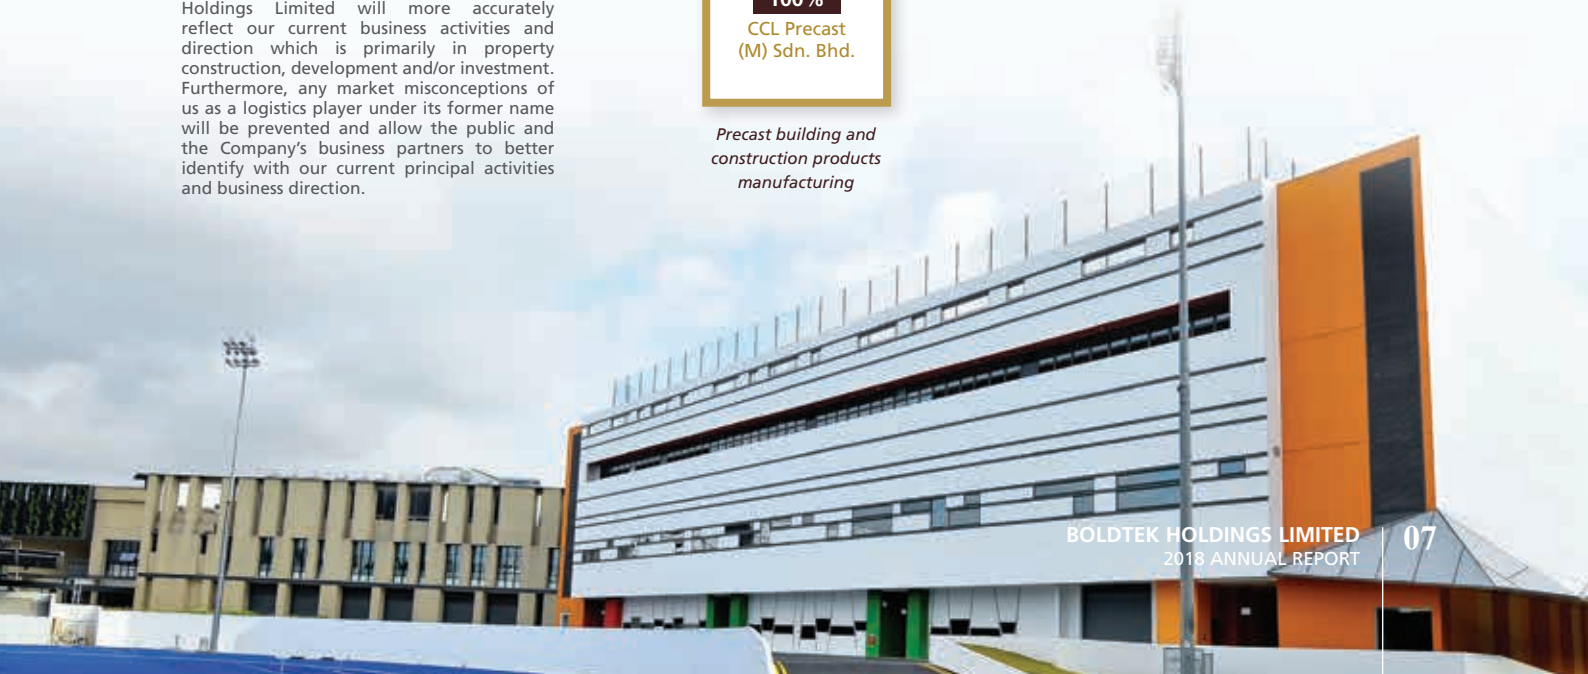 Holdings Limited will more accurately
reflect our current business activities and
direction which is primarily in property
construction, development and/or investment.
Furthermore, any market misconceptions of
us as a logistics player under its former name
will be prevented and allow the public and
the Company’s business partners to better
identify with our current principal activities
and business direction.
100%
CCL Precast
(M) Sdn. Bhd.
Precast building and
construction products
manufacturing
BOLDTEK HOLDINGS LIMITED
2018 ANNUAL REPORT
07